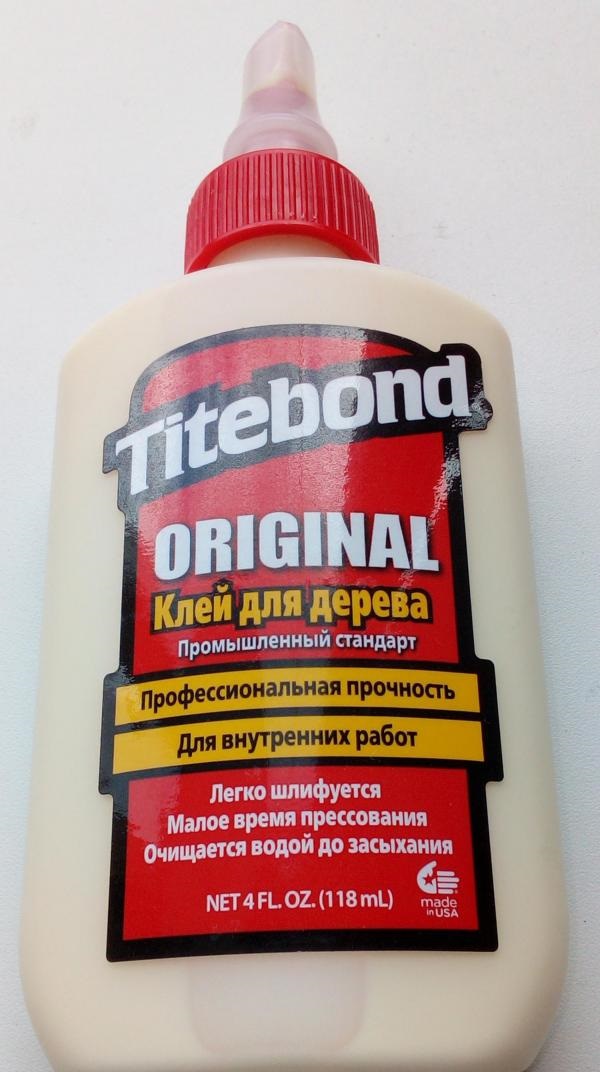 Titebond
ORIGINAL
Клей для дерева
Промышленный стандарт
Профессиональная прочность
Для внутренних работ
Легко шлифуется
Малое время прессования
Очищается водой до засыхания
NET 4 FL. OZ. (118 mL)
made
in USA